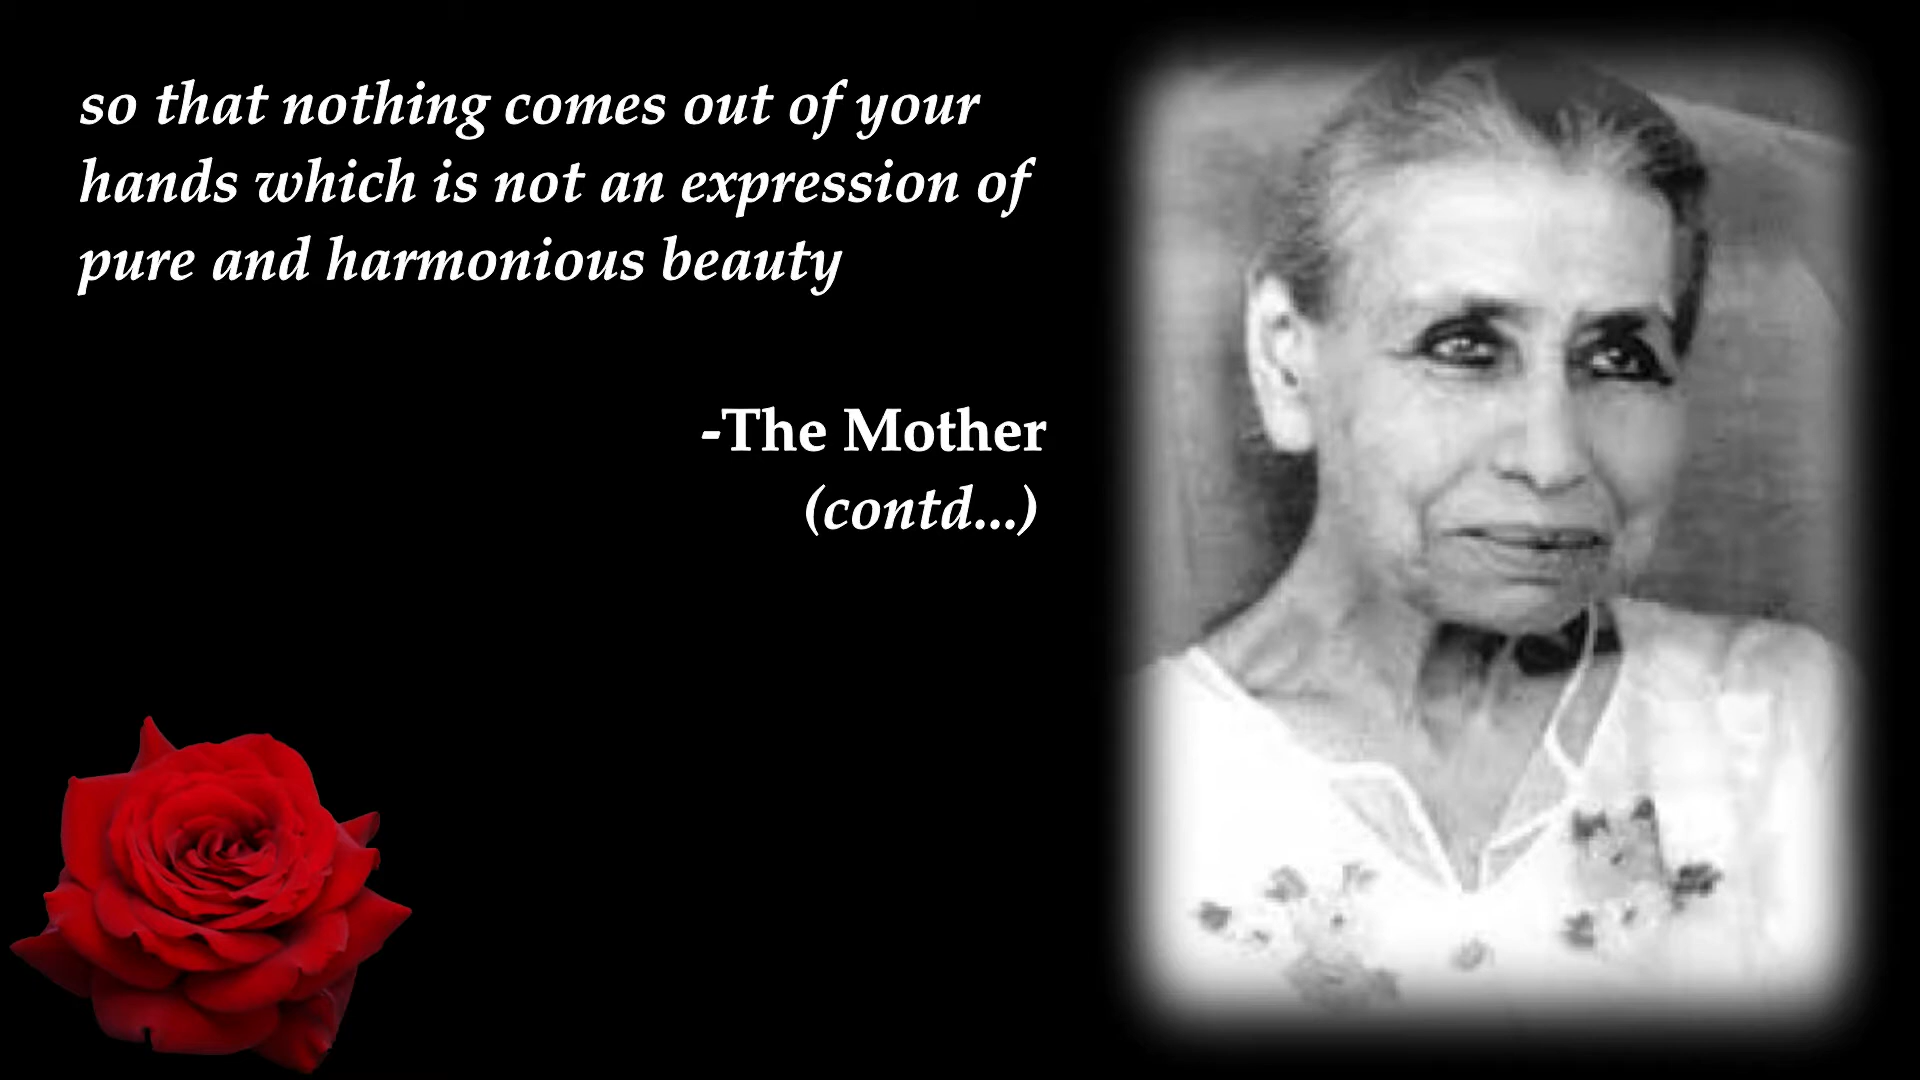 so that nothing comes out of your
hands which is not an expression of
pure and harmonious beauty
-The Mother
(contd...)